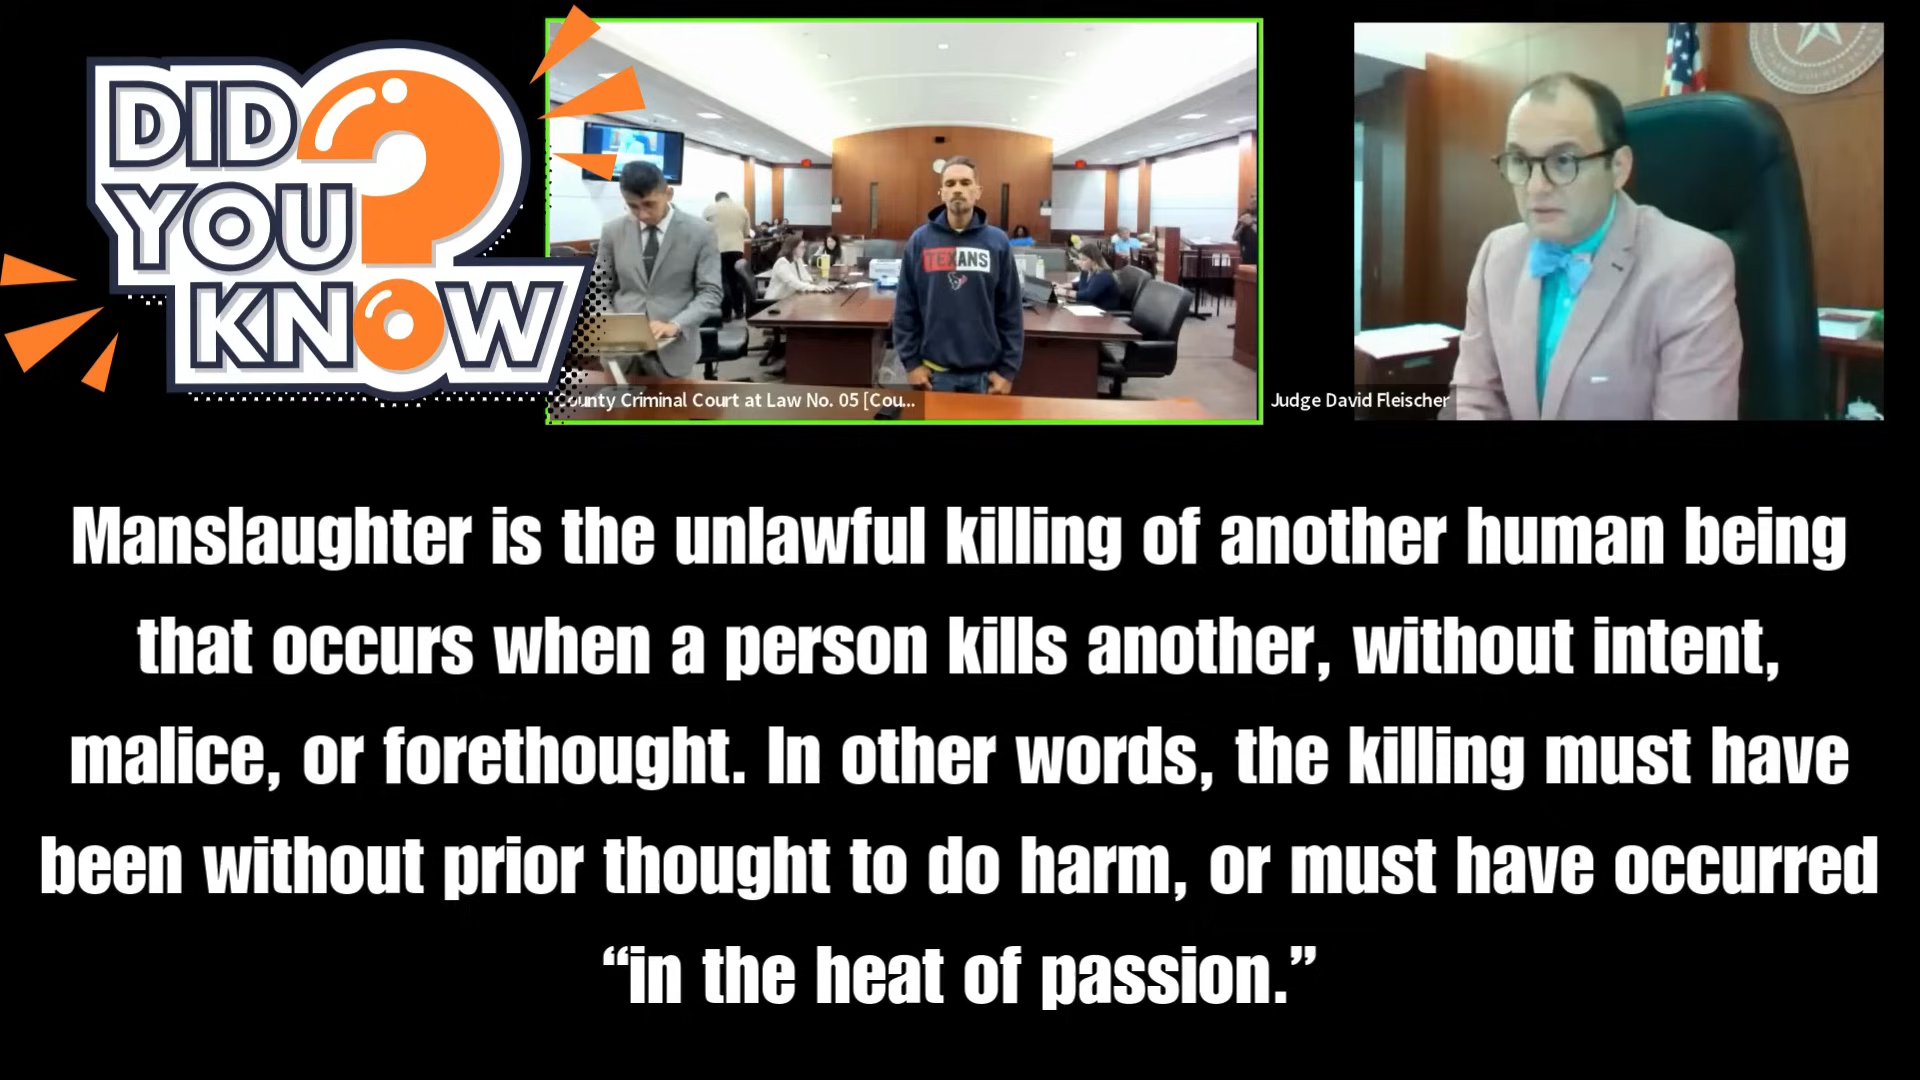 DID
YOU
KNOW
?
TEXANS
ounty Criminal Court at Law No. 05 [Cou...
Judge David Fleischer
Manslaughter is the unlawful killing of another human being
that occurs when a person kills another, without intent,
malice, or forethought. In other words, the killing must have
been without prior thought to do harm, or must have occurred
“in the heat of passion.”